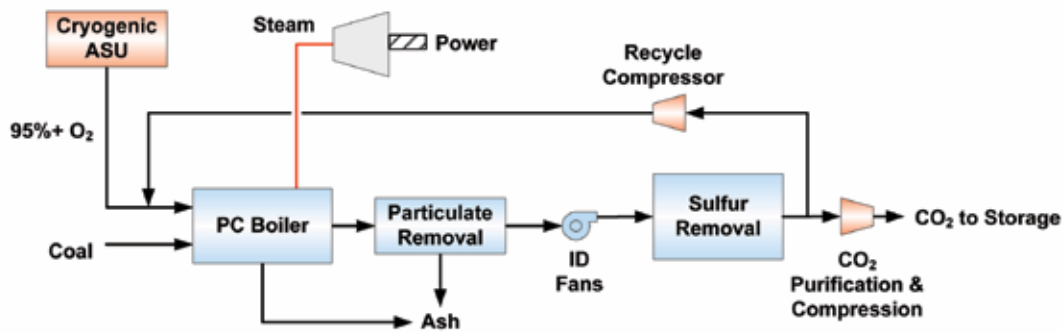 Cryogenic
ASU
Steam
Power
Recycle
Compressor
95%+ O₂
PC Boiler
Particulate
Removal
Sulfur
Removal
CO₂ to Storage
Coal
ID
Fans
CO₂
Purification &
Compression
Ash